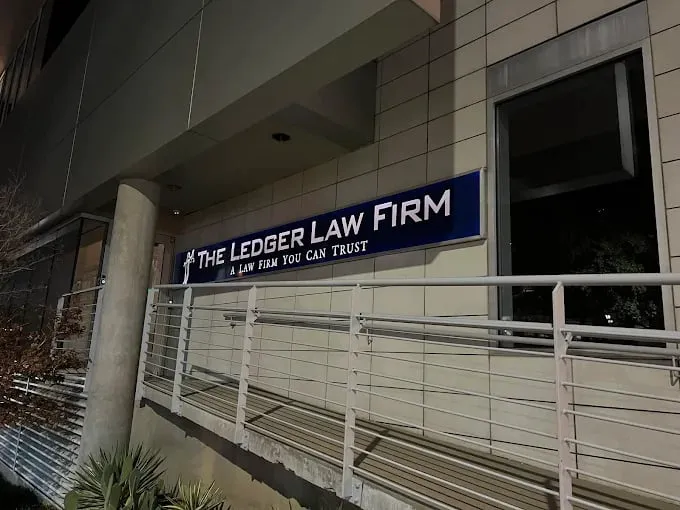 THE LEDGER LAW FIRM
A LAW FIRM YOU CAN TRUST